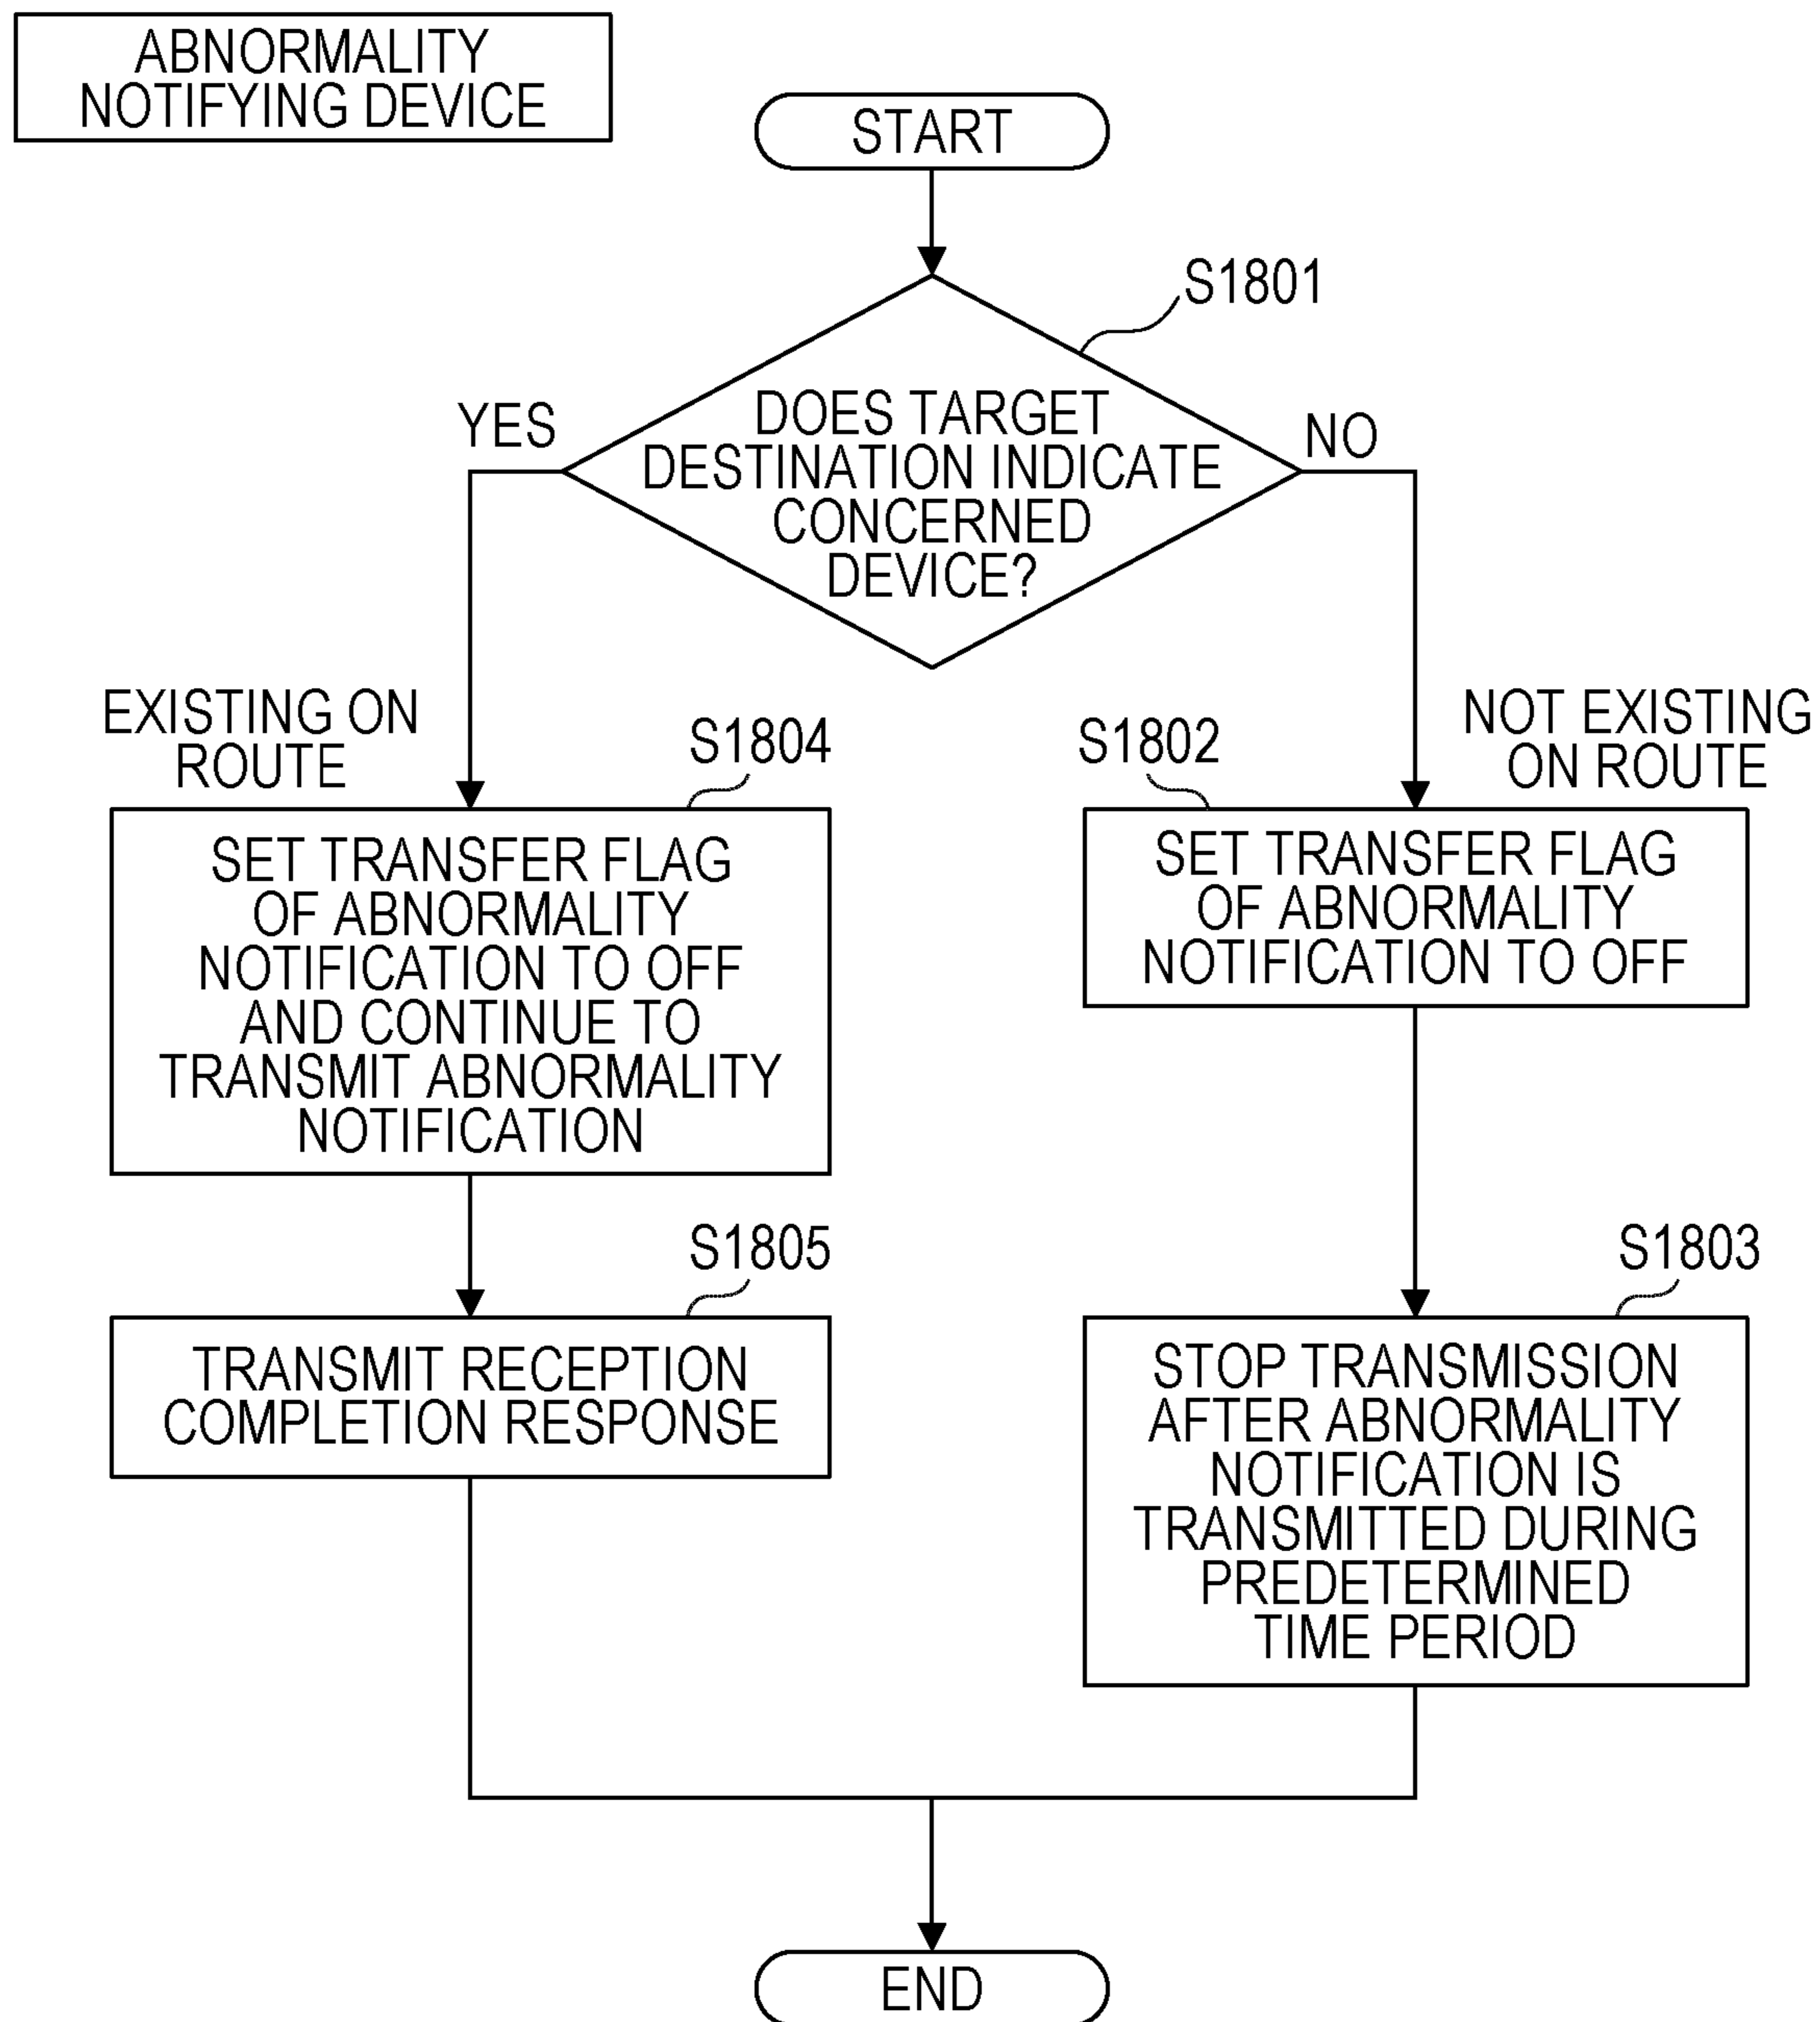 ABNORMALITY
NOTIFYING DEVICE
START
S1801
DOES TARGET
DESTINATION INDICATE
CONCERNED
DEVICE?
YES
NO
EXISTING ON
ROUTE
S1804
SET TRANSFER FLAG
OF ABNORMALITY
NOTIFICATION TO OFF
AND CONTINUE TO
TRANSMIT ABNORMALITY
NOTIFICATION
S1805
TRANSMIT RECEPTION
COMPLETION RESPONSE
NOT EXISTING
ON ROUTE
S1802
SET TRANSFER FLAG
OF ABNORMALITY
NOTIFICATION TO OFF
S1803
STOP TRANSMISSION
AFTER ABNORMALITY
NOTIFICATION IS
TRANSMITTED DURING
PREDETERMINED
TIME PERIOD
END